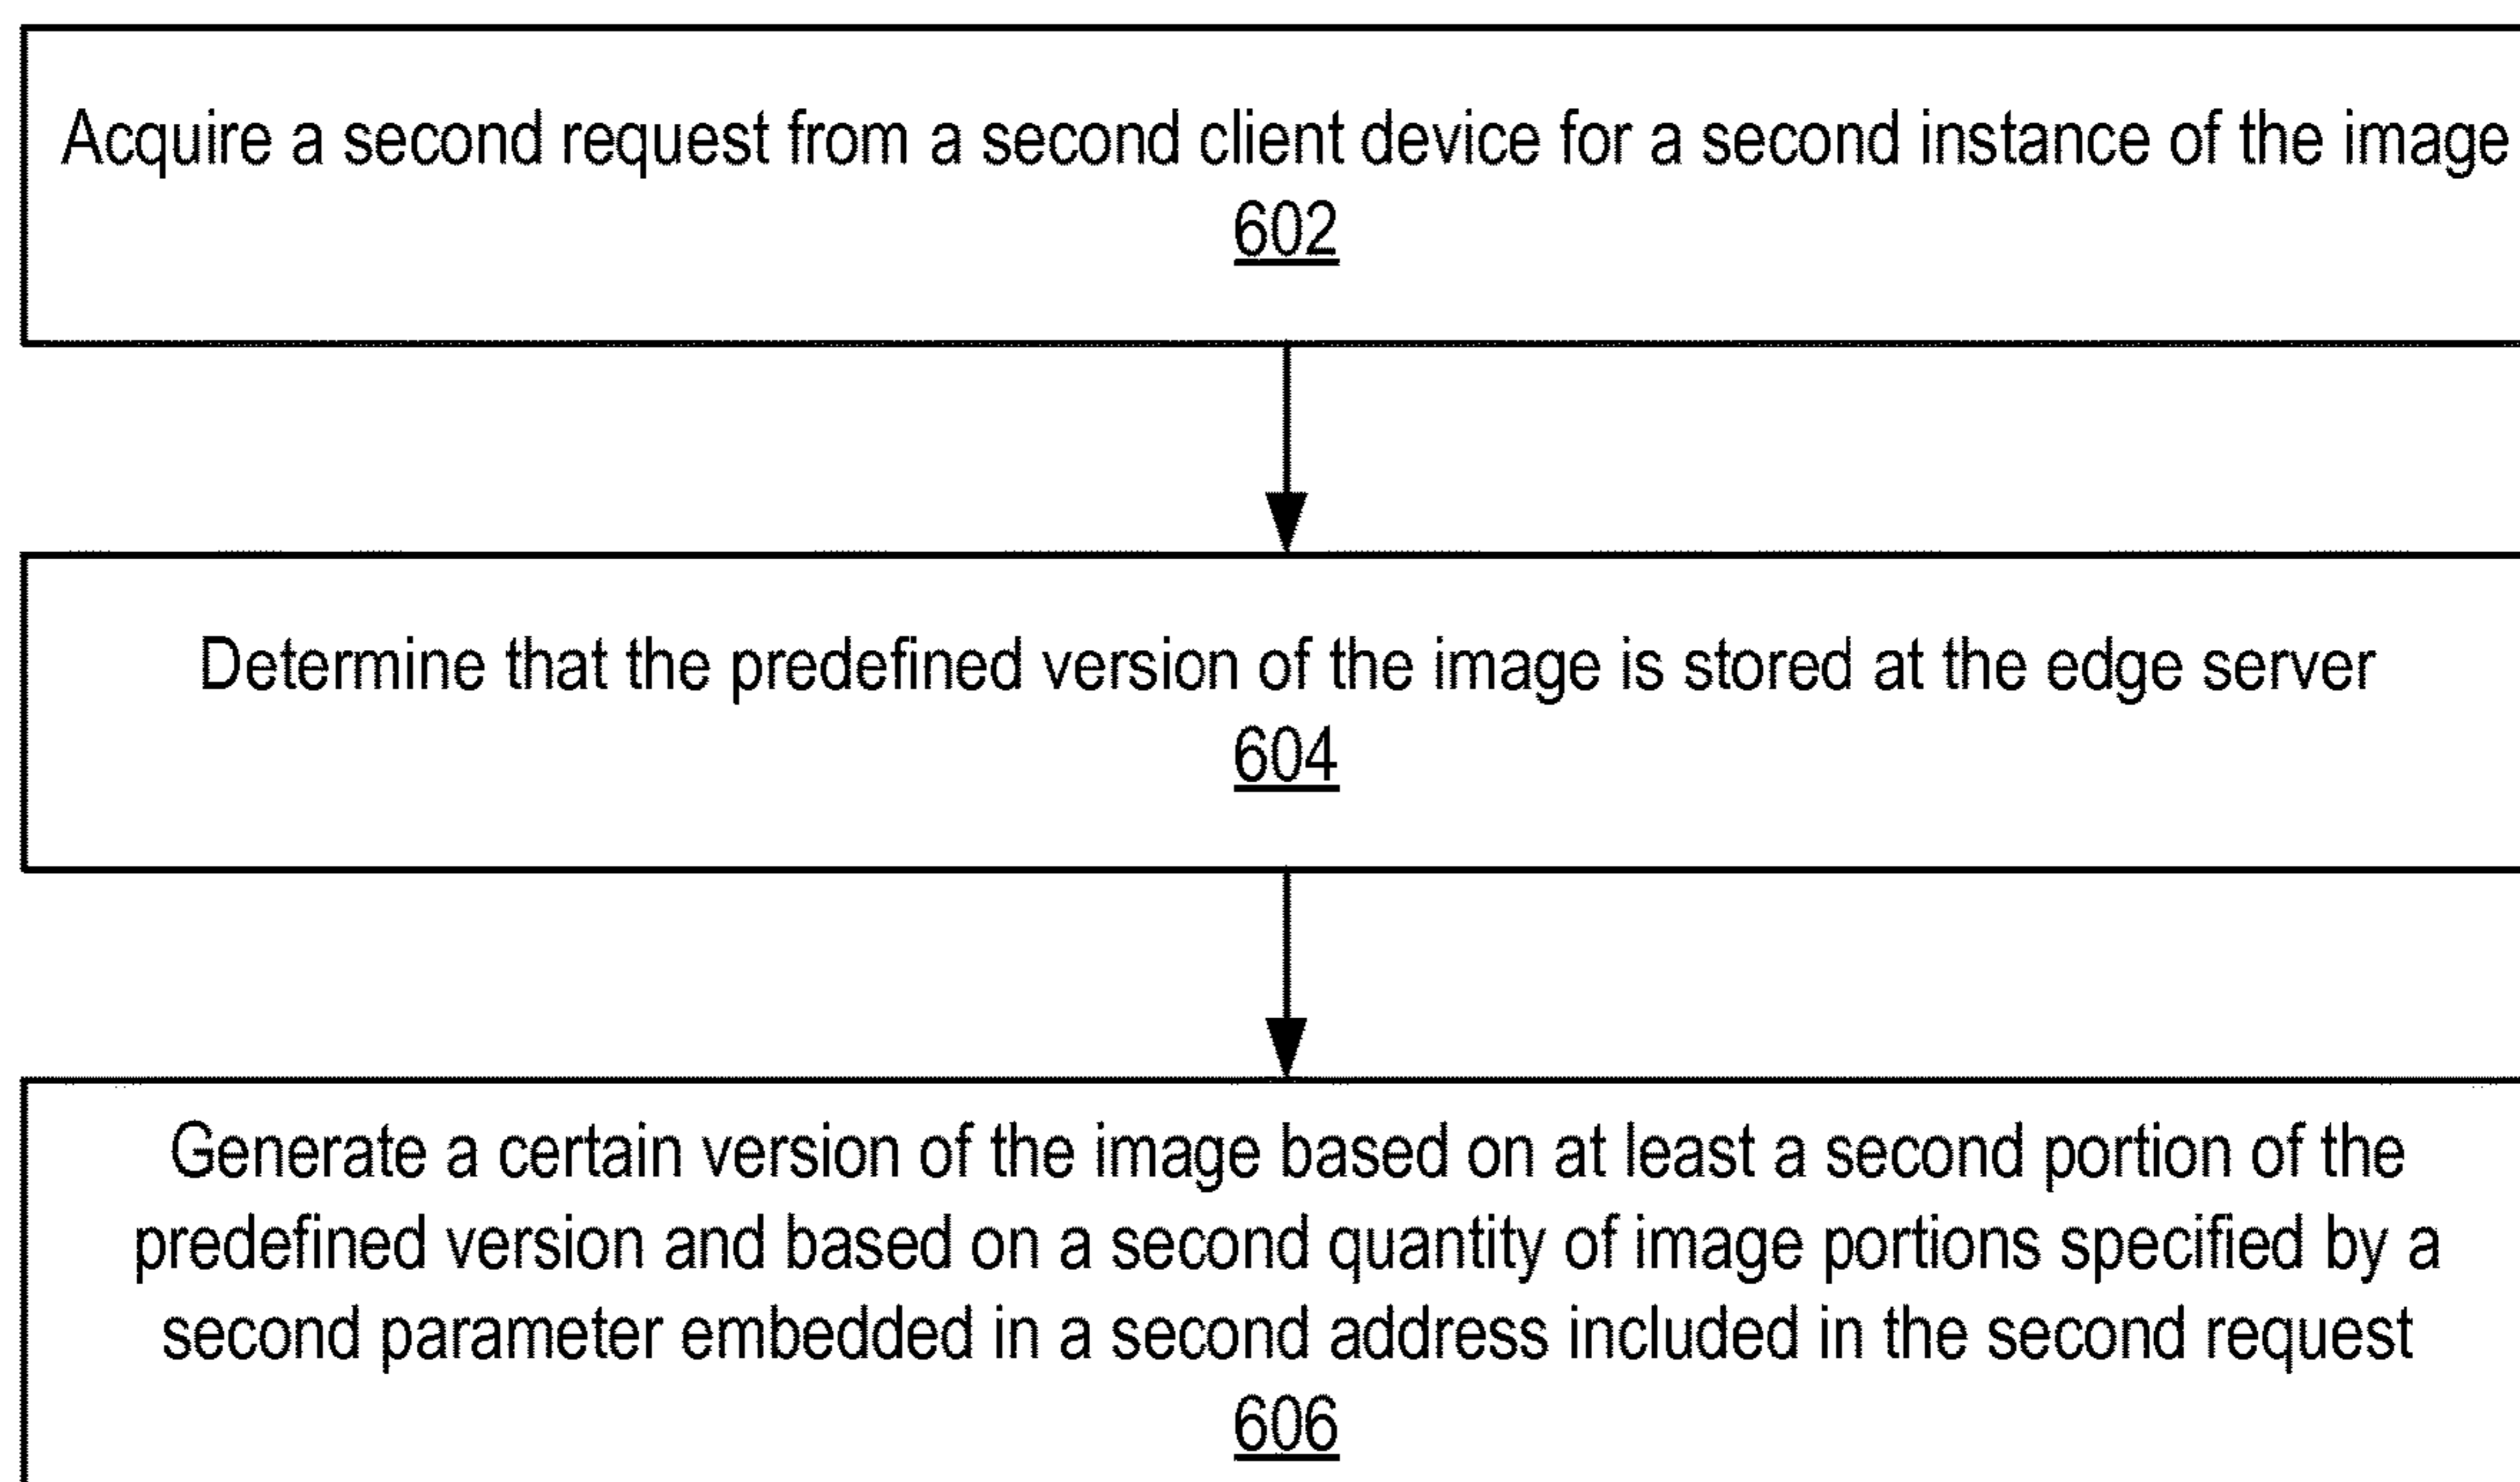 Acquire a second request from a second client device for a second instance of the image
602
Determine that the predefined version of the image is stored at the edge server
604
Generate a certain version of the image based on at least a second portion of the
predefined version and based on a second quantity of image portions specified by a
second parameter embedded in a second address included in the second request
606